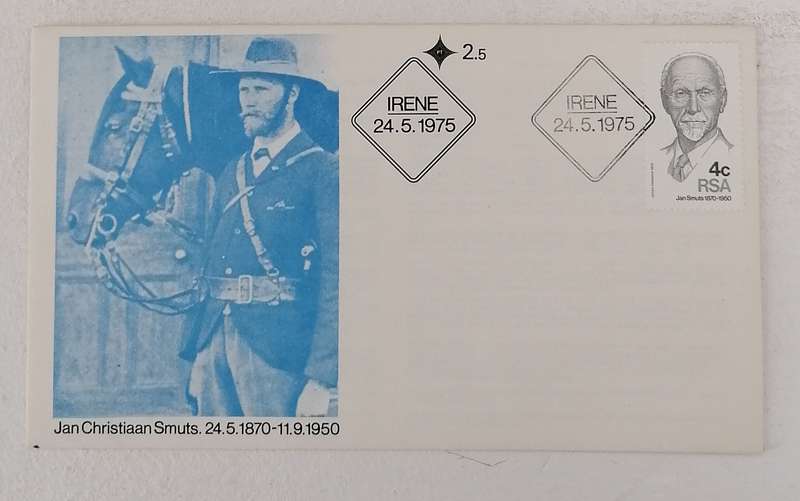 2.5
IRENE
24.5.1975
IRENE
24.5.1975
4c
RSA
Jan Smuts 1870-1950
Jan Christiaan Smuts. 24.5.1870-11.9.1950